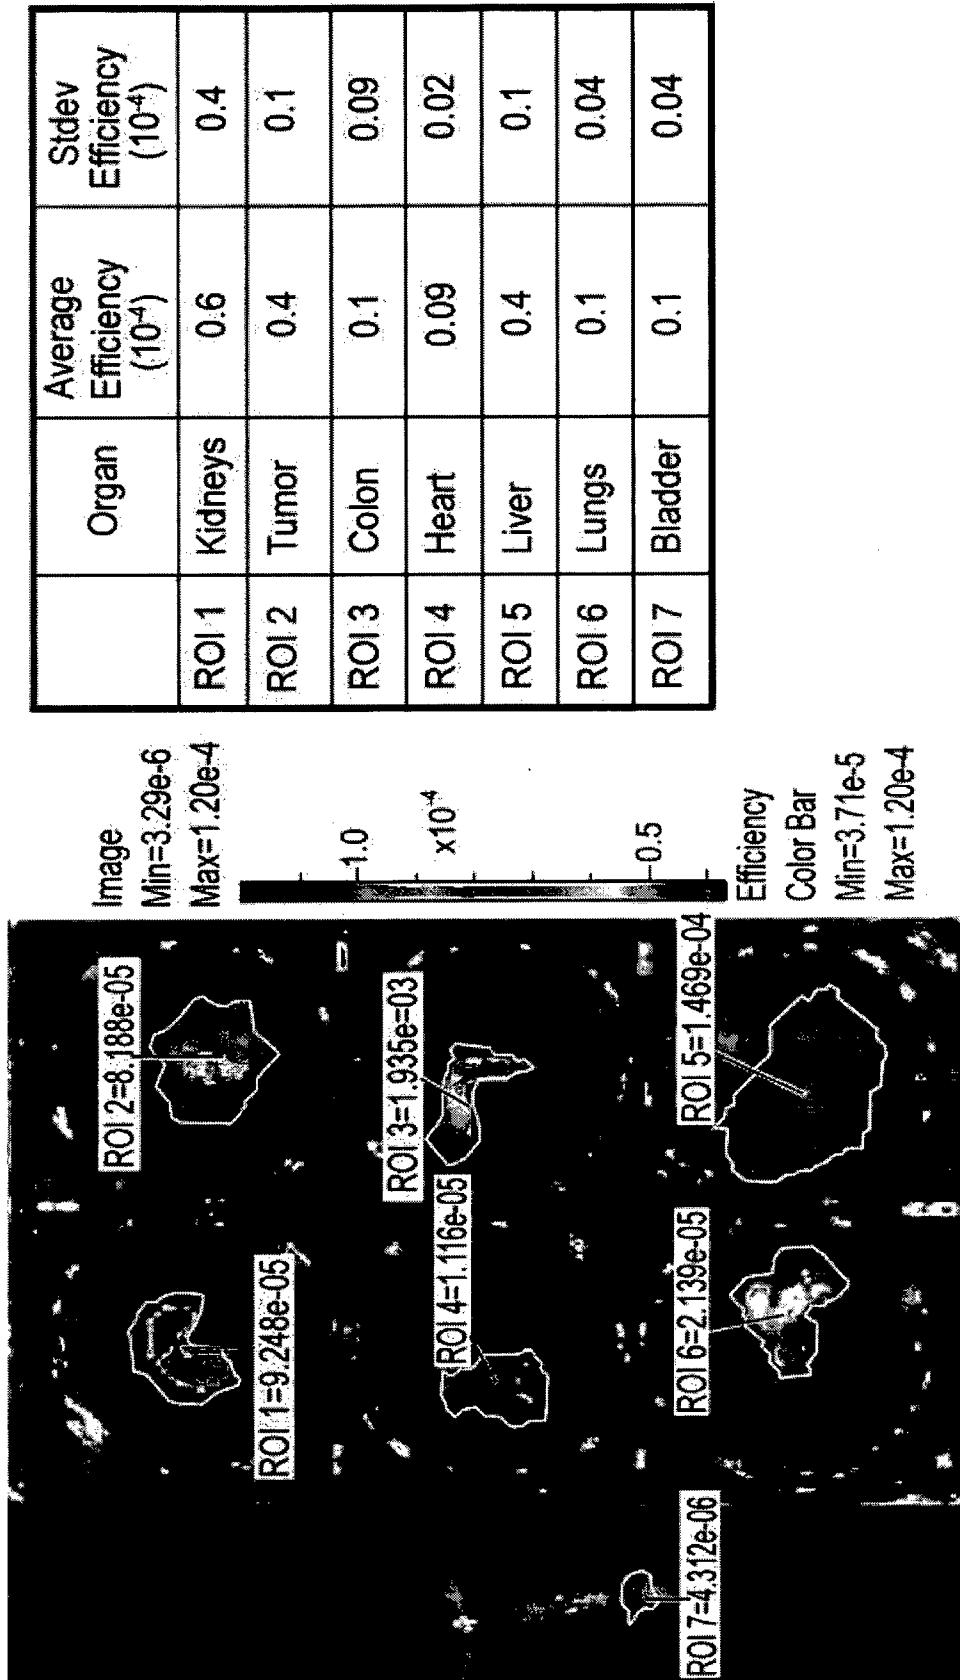 ROI 2=8.188e-05
ROI 1=9.248e-05
ROI 3=1.935e=03
ROI 4=1.116e-05
ROI 5=1.469e-04
ROI 6=2.139e-05
ROI 7=4.312e-06
Image
Min=3.29e-6
Max=1.20e-4
1.0
x10-4
0.5
Efficiency
Color Bar
Min=3.71e-5
Max=1.20e-4
Organ Average Efficiency (10-4) Stdev Efficiency (10-4)
ROI 1 Kidneys 0.6 0.4
ROI 2 Tumor 0.4 0.1
ROI 3 Colon 0.1 0.09
ROI 4 Heart 0.09 0.02
ROI 5 Liver 0.4 0.1
ROI 6 Lungs 0.1 0.04
ROI 7 Bladder 0.1 0.04